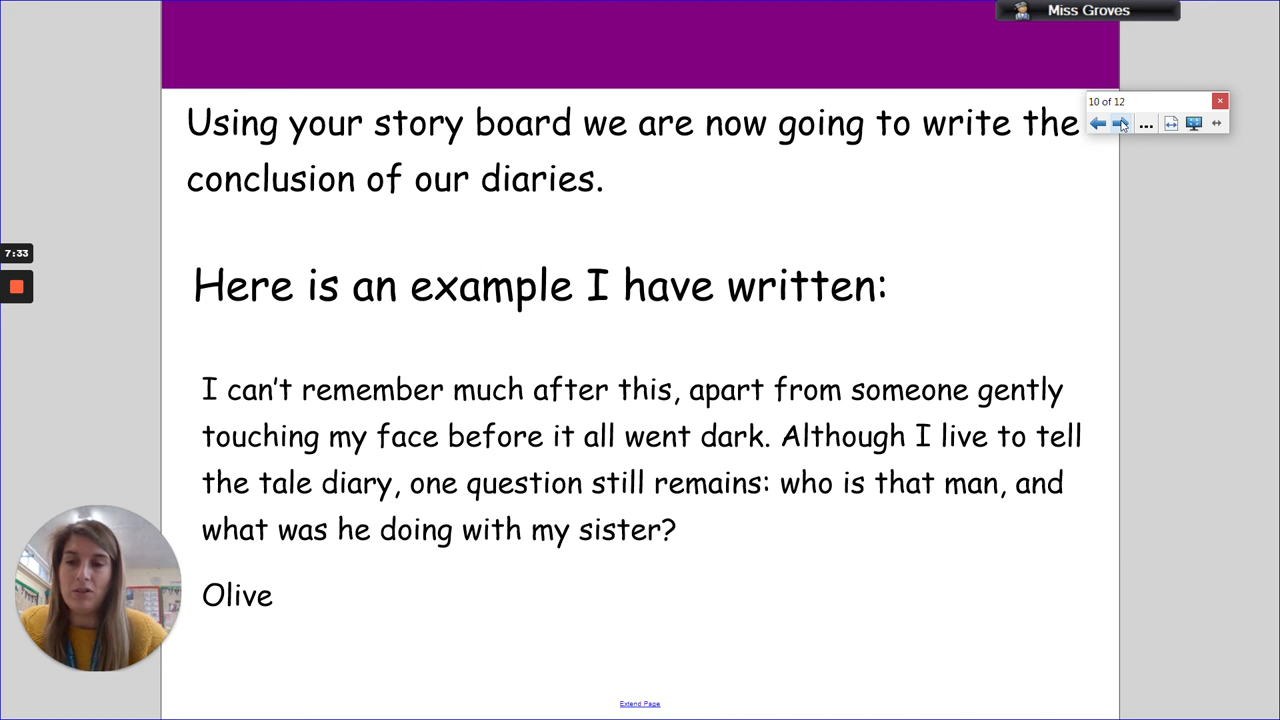 Miss Groves
10 of 12
Using your story board we are now going to write the
conclusion of our diaries.
7:33
Here is an example I have written:
I can't remember much after this, apart from someone gently
touching my face before it all went dark. Although I live to tell
the tale diary, one question still remains: who is that man, and
what was he doing with my sister?
Olive
Extend Page